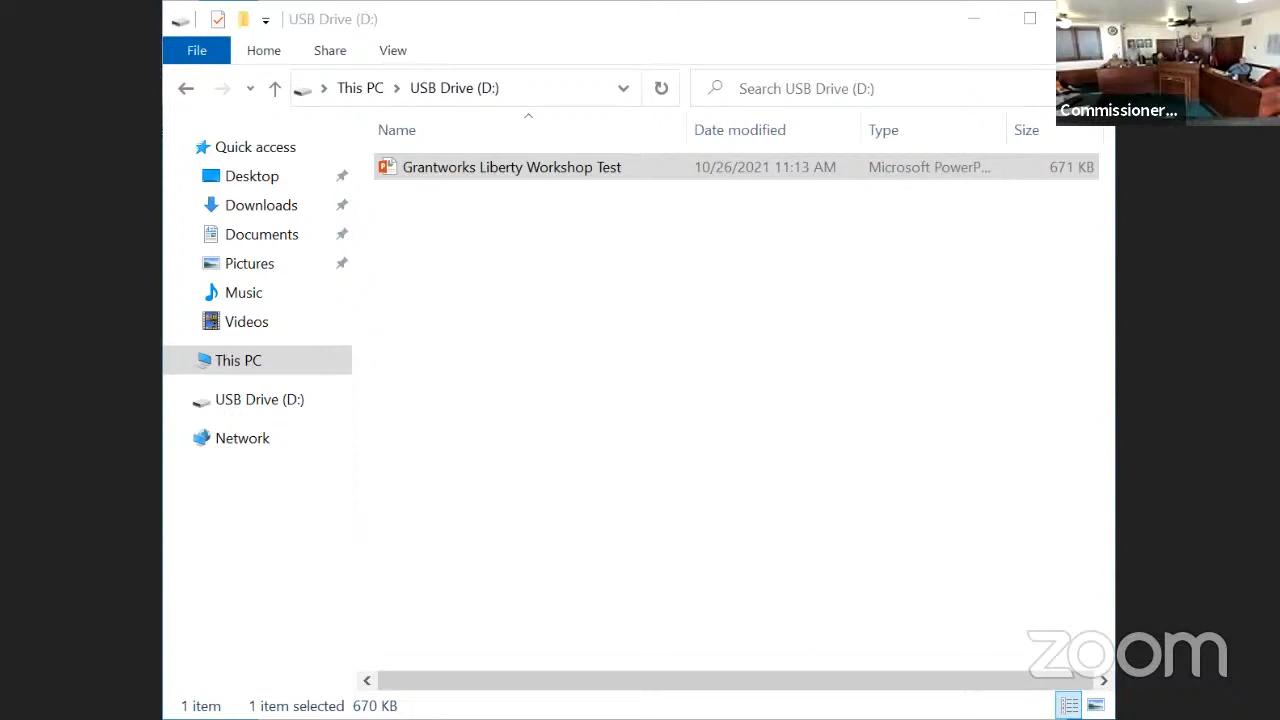 USB Drive (D:)
File Home Share View
This PC USB Drive (D:) Search USB Drive (D:)
Commissioner...
Name Date modified Type Size
Quick access
Grantworks Liberty Workshop Test 10/26/2021 11:13 AM Microsoft PowerP... 671 KB
Desktop
Downloads
Documents
Pictures
Music
Videos
This PC
USB Drive (D:)
Network
zoom
1 item 1 item selected 670 KB